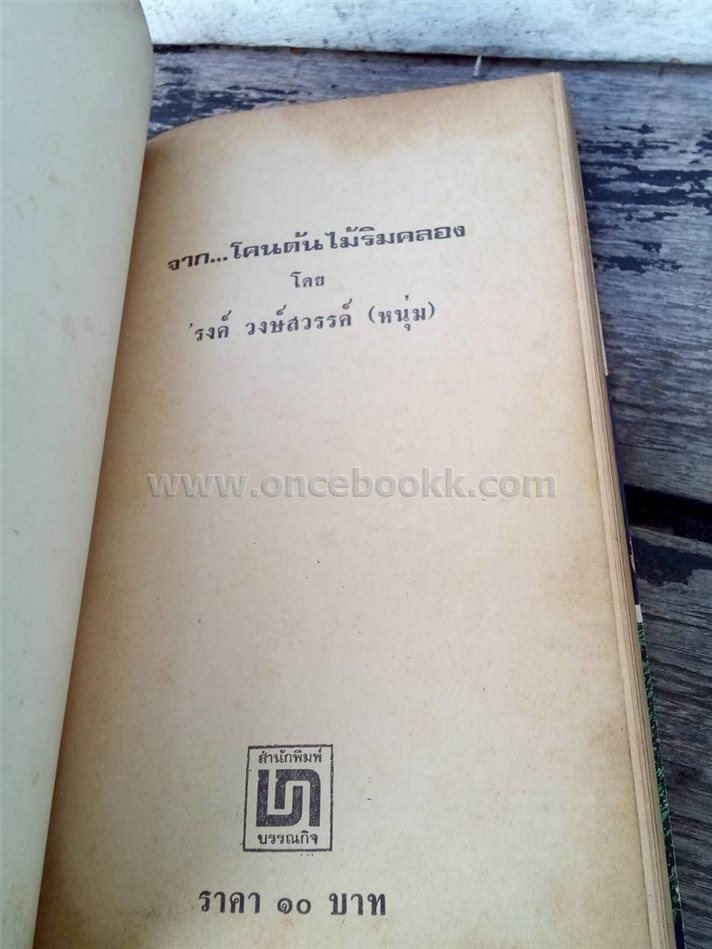 จาก...โคนต้นไม้ริมคลอง
โดย
'รงค์ วงษ์สวรรค์ (หนุ่ม)
www.oncebookk.com
สำนักพิมพ์
บรรณกิจ
ราคา ๑๐ บาท